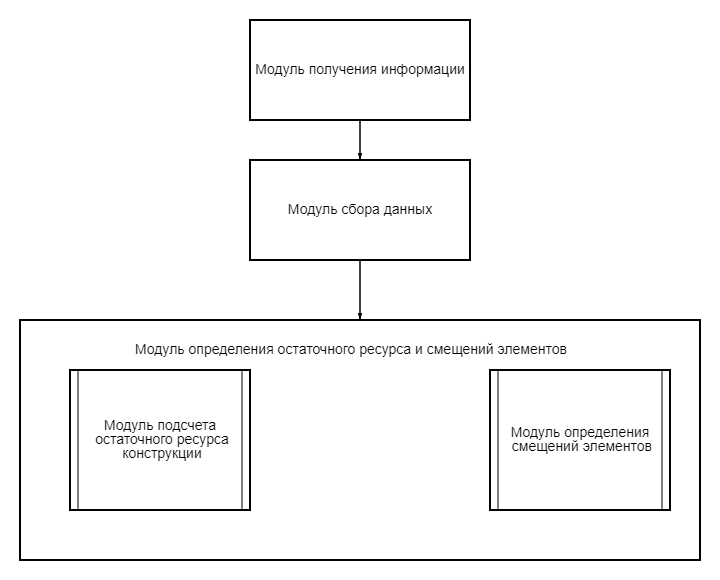 Модуль получения информации
Модуль сбора данных
Модуль определения остаточного ресурса и смещений элементов
Модуль подсчета
остаточного ресурса
конструкции
Модуль определения
смещений элементов